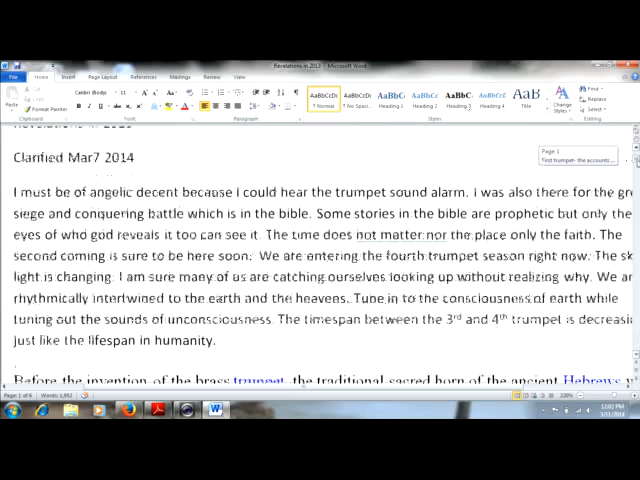 Revelations in 2013 - Microsoft Word
File Home Insert Page Layout References Mailings Review View
Calibri (Body) 11
Paste
Cut
Copy
Format Painter
Clipboard Font Paragraph Styles Editing
AaBbCcDc AaBbCcDc AaBbC AaBbCc AaBbCc AaBbCcD AaB
¶ Normal ¶ No Spaci... Heading 1 Heading 2 Heading 3 Heading 4 Title
Change Styles
Find
Replace
Select
Page: 1
First trumpet- the accounts ...
Clarified Mar7 2014
I must be of angelic decent because I could hear the trumpet sound alarm. I was also there for the gre
siege and conquering battle which is in the bible. Some stories in the bible are prophetic but only the
eyes of who god reveals it too can see it. The time does not matter nor the place only the faith. The
second coming is sure to be here soon. We are entering the fourth trumpet season right now. The sk
light is changing. I am sure many of us are catching ourselves looking up without realizing why. We ar
rhythmically intertwined to the earth and the heavens. Tune in to the consciousness of earth while
tuning out the sounds of unconsciousness. The timespan between the 3rd and 4th trumpet is decreasin
just like the lifespan in humanity.
Before the invention of the brass trumpet, the traditional sacred horn of the ancient Hebrews w
Page: 1 of 6 Words: 1,952
220%
12:02 PM
3/11/2014